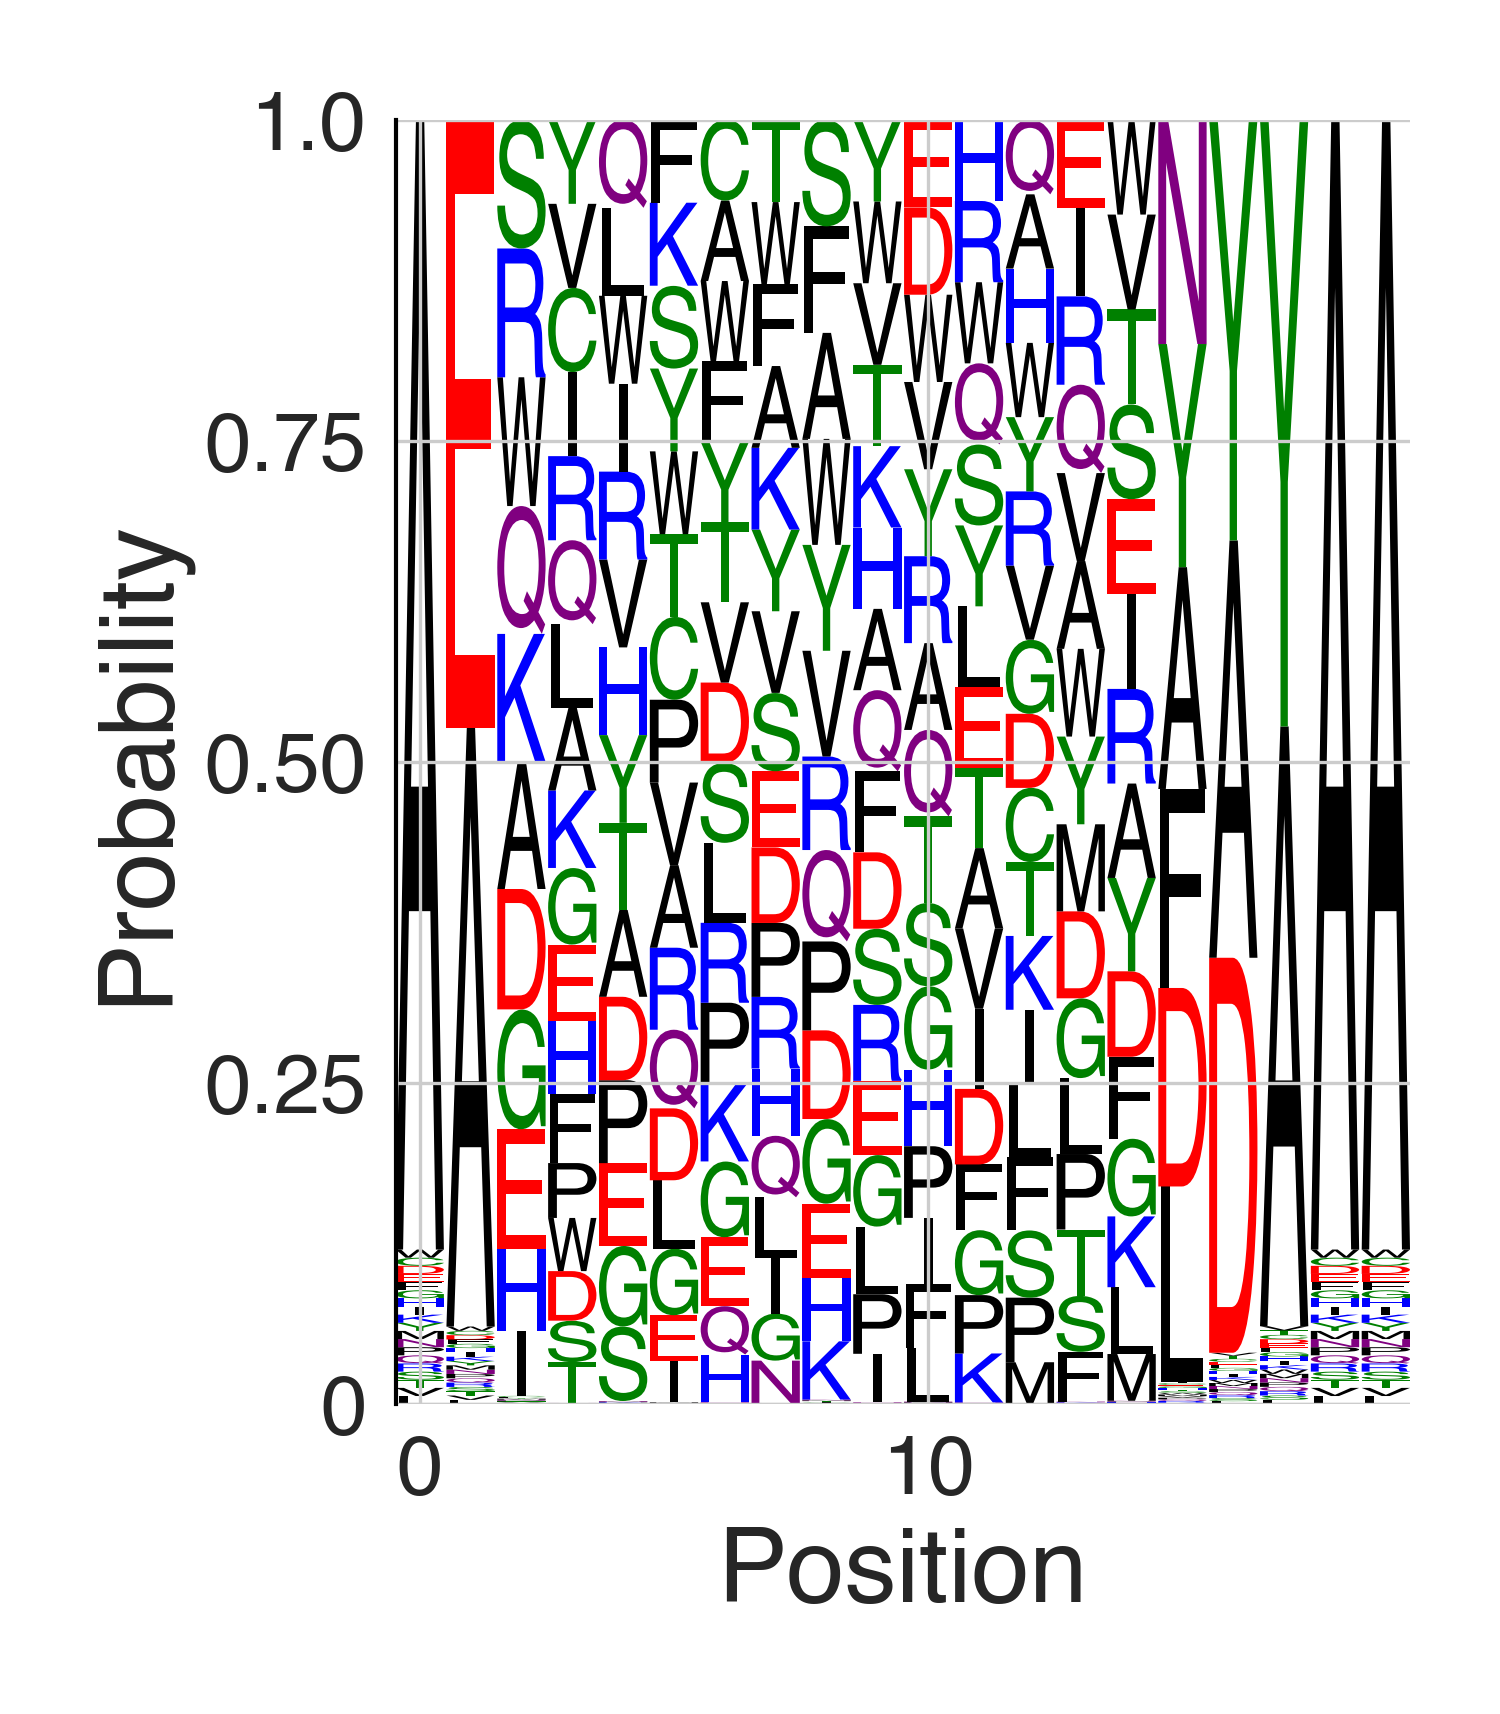 1.0
0.75
0.50
0.25
0
0 10
Position
Probability
A
E A
S R W Q K A D G E H I
Y V C I R Q L A K G E H F P W D S T
Q L W I R V H Y T A D P E G S
F K S Y W T C P V A R Q D L G E I
C A W F Y T V D S L R P K G E Q H
T W F A K Y V S E D P R H Q L I G N
S F A W Y V R Q P D G E H K
Y W V T K H A Q F D S R E G L P I
E D W V Y R A Q T S G H P I F L
H R W Q S Y L E T A V I D F G P K
Q A H W Y R V G D C T K I L F S P M
E I R Q V A W Y M D G L P T S F
W V T S E I R A Y D F G K L M
N Y A F D L
Y A D
Y A
A
A